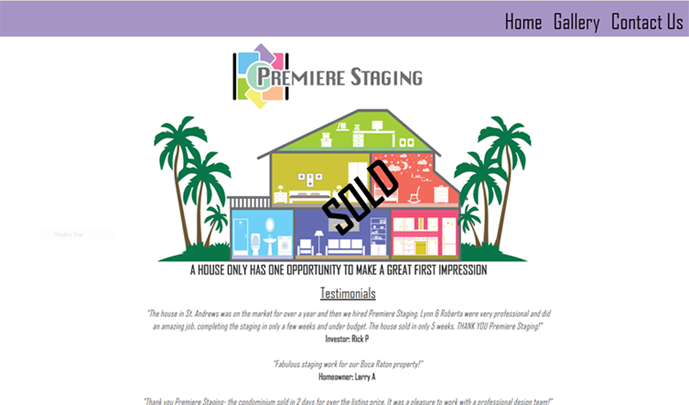 Home Gallery Contact Us
PREMIERE STAGING
SOLD
A HOUSE ONLY HAS ONE OPPORTUNITY TO MAKE A GREAT FIRST IMPRESSION
Testimonials
"The house in St. Andrews was on the market for over a year and then we hired Premiere Staging. Lynn & Roberta were very professional and did
an amazing job, completing the staging in only a few weeks and under budget. The house sold in only 5 weeks. THANK YOU Premiere Staging!"
Investor: Rick P
"Fabulous staking work for our Boca Raton property!"
Homeowner: Larry A
"Thank you Premiere Staging- the condominium sold in 2 days for over the listing price. It was a pleasure to work with a professional design team!"